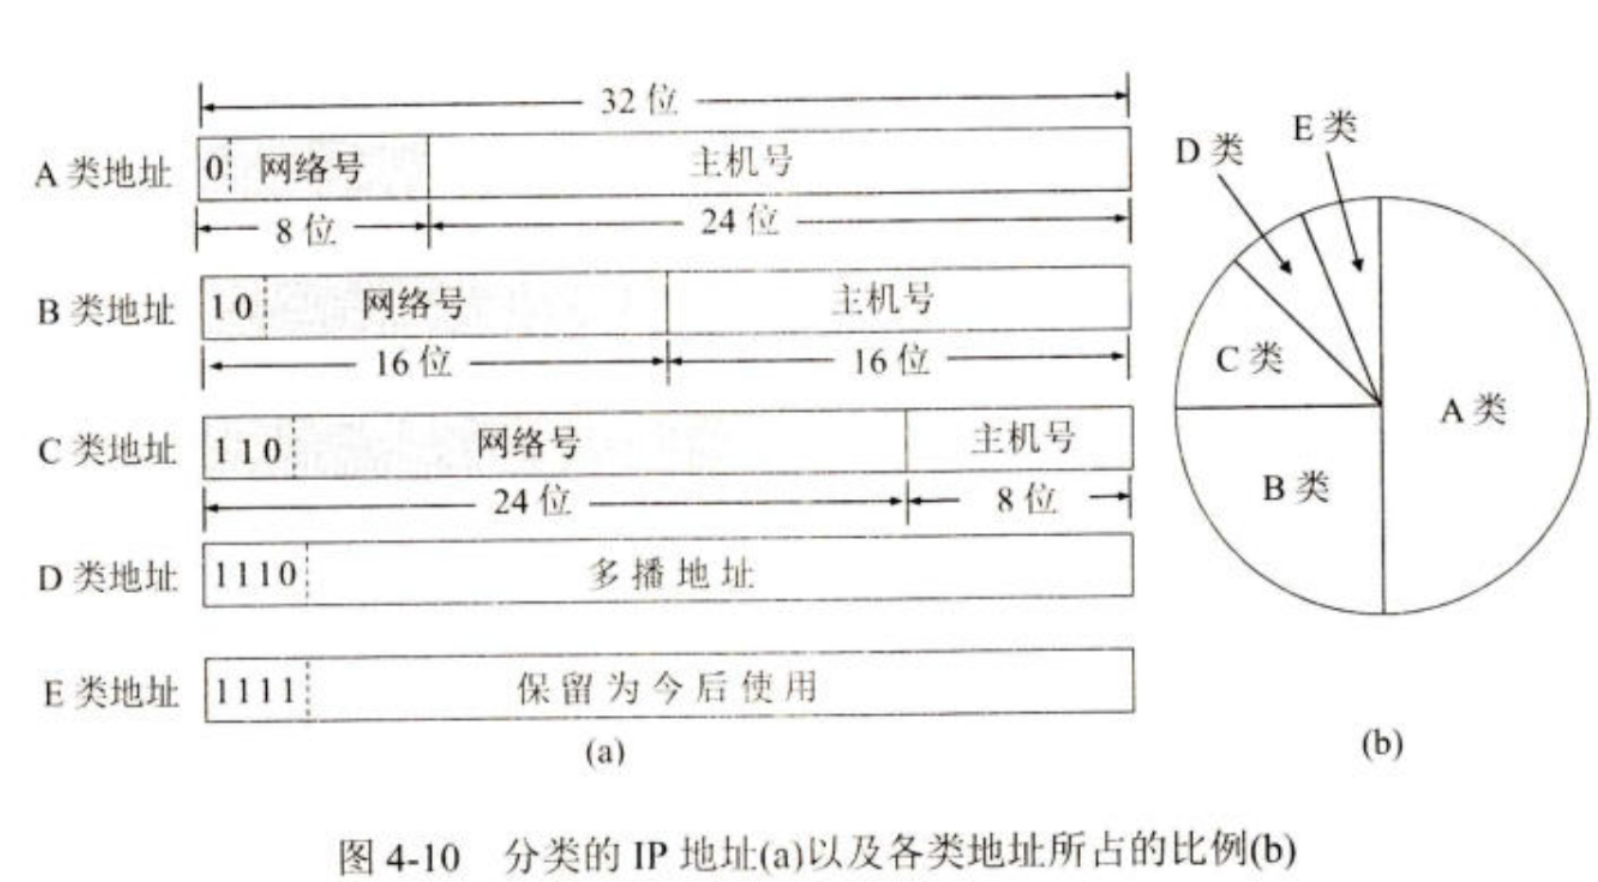 32 位
A 类地址 0 网络号 主机号
8 位 24 位
B 类地址 10 网络号 主机号
16 位 16 位
C 类地址 110 网络号 主机号
24 位 8 位
D 类地址 1110 多播地址
E 类地址 1111 保留为今后使用
(a)
D 类
E 类
C 类
A 类
B 类
(b)
图 4-10 分类的 IP 地址(a)以及各类地址所占的比例(b)